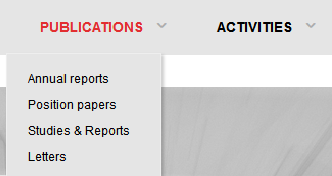 PUBLICATIONS ACTIVITIES
Annual reports
Position papers
Studies & Reports
Letters